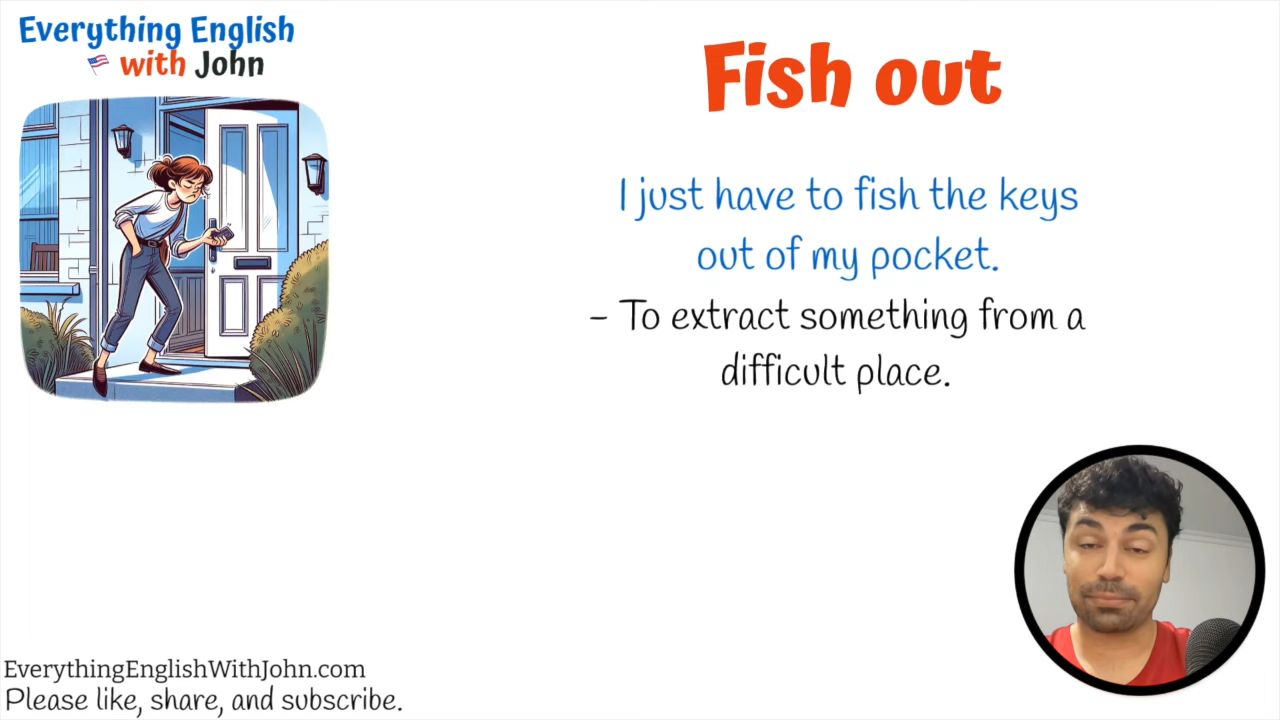 Everything English
with John
Fish out
I just have to fish the keys
out of my pocket.
- To extract something from a
difficult place.
EverythingEnglishWithJohn.com
Please like, share, and subscribe.